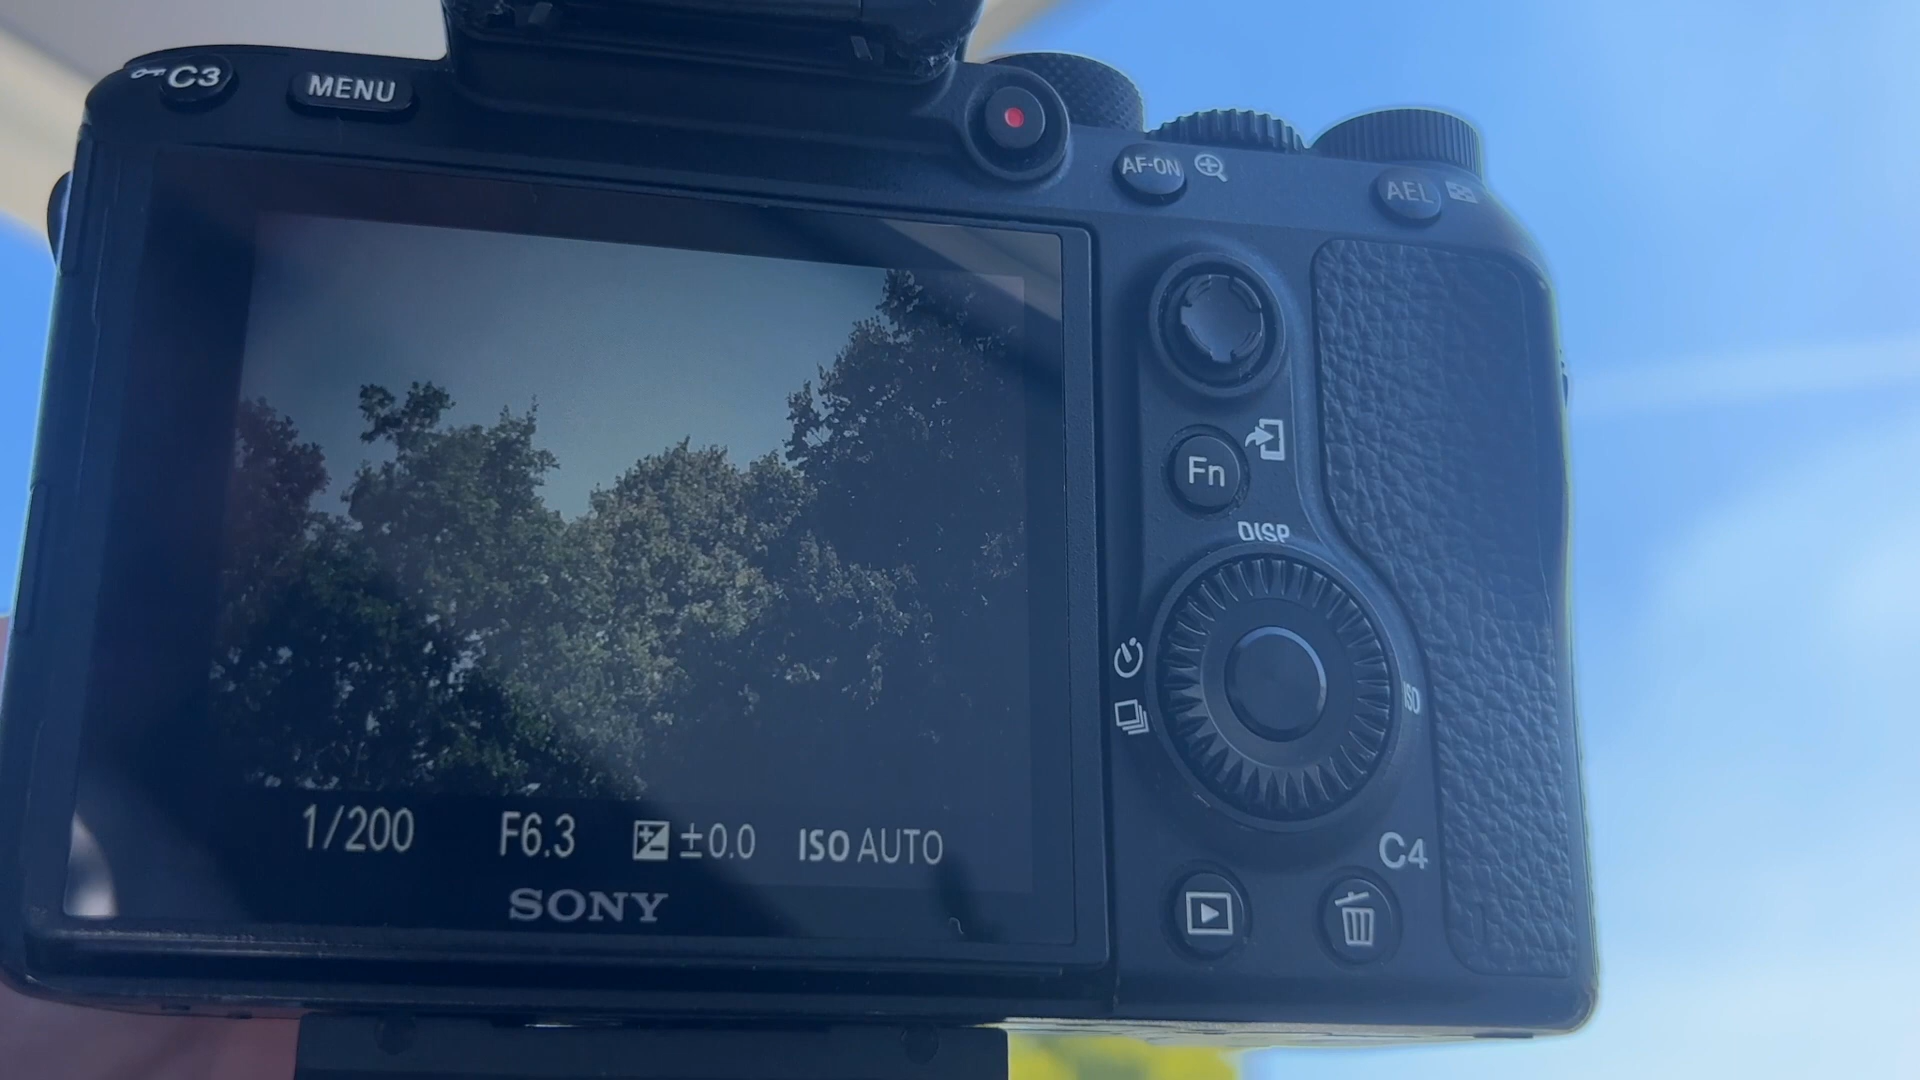 C3
MENU
AF-ON
AEL
Fn
DISP
ISO
1/200 F6.3 ±0.0 ISO AUTO
C4
SONY